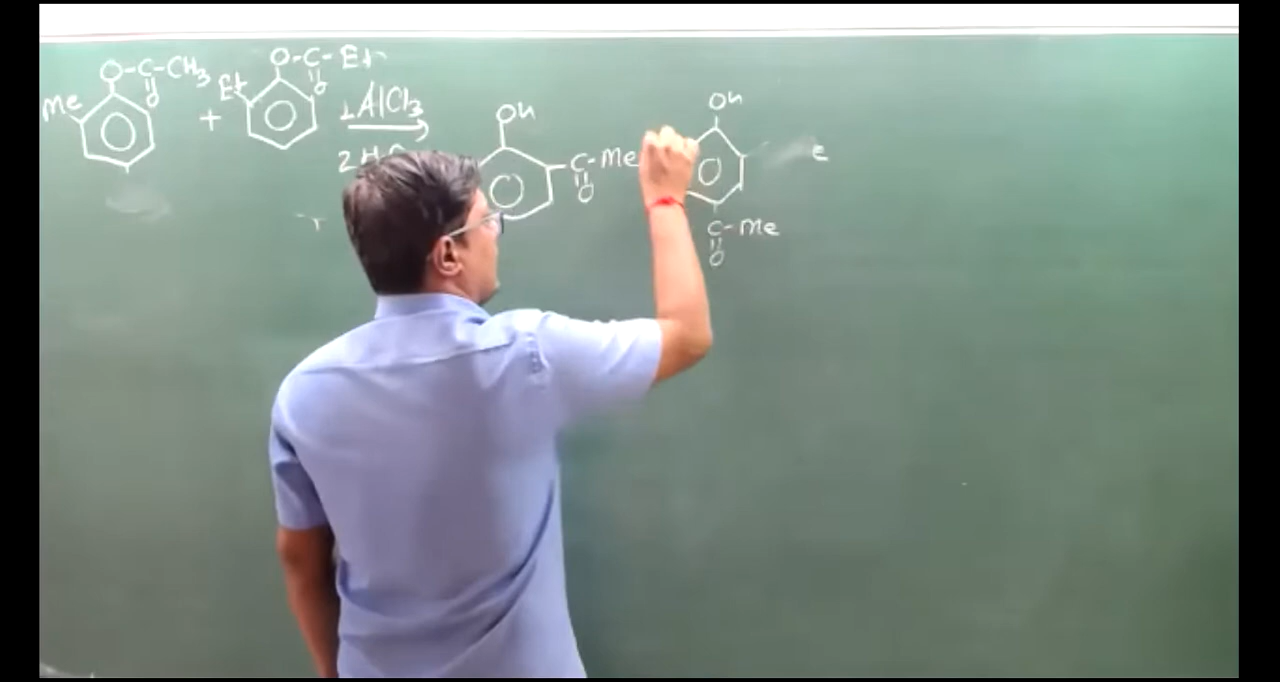 O-C-CH3
O
Me
+
O-C-Et
O
Et
1 AlCl3
OH
C-Me
O
OH
C-Me
O